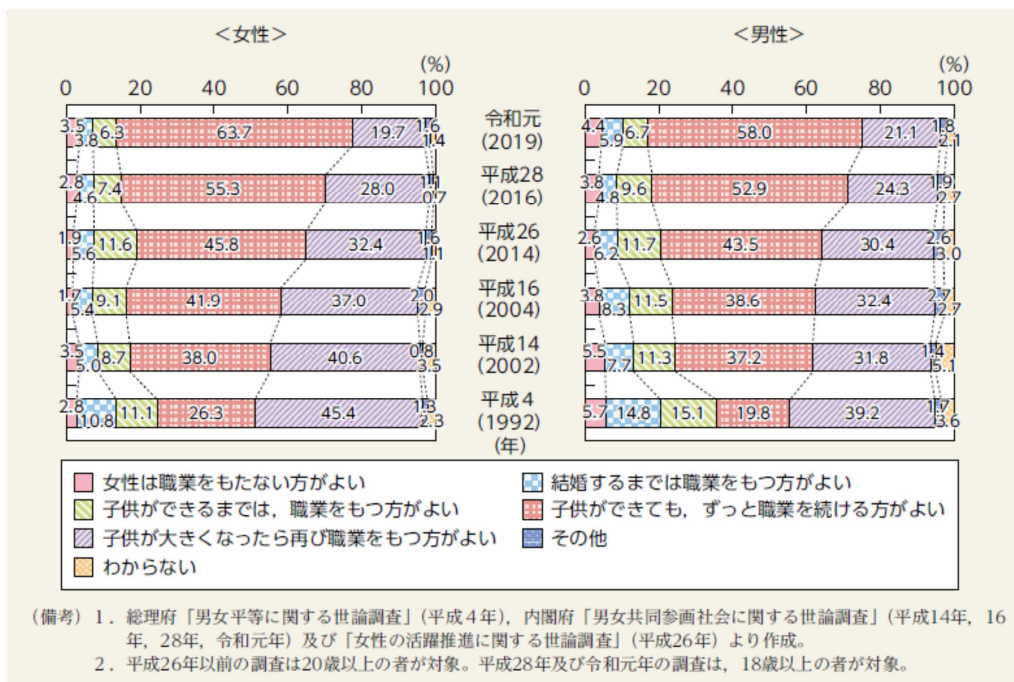 ＜女性＞ ＜男性＞
(%) (%)
0 20 40 60 80 100 0 20 40 60 80 100
3.5 3.8 6.3 63.7 19.7 1.6 1.4 令和元 (2019) 4.4 5.9 6.7 58.0 21.1 1.8 2.1
2.8 4.6 7.4 55.3 28.0 1.1 0.7 平成28 (2016) 3.8 4.8 9.6 52.9 24.3 1.9 2.7
1.9 5.6 11.6 45.8 32.4 1.6 1.1 平成26 (2014) 2.6 6.2 11.7 43.5 30.4 2.6 3.0
1.7 5.4 9.1 41.9 37.0 2.0 2.9 平成16 (2004) 3.8 8.3 11.5 38.6 32.4 2.7 2.7
3.5 5.0 8.7 38.0 40.6 0.8 3.5 平成14 (2002) 5.5 7.7 11.3 37.2 31.8 1.4 5.1
2.8 10.8 11.1 26.3 45.4 1.3 2.3 平成４ (1992) 5.7 14.8 15.1 19.8 39.2 1.7 3.6
(年)
女性は職業をもたない方がよい 結婚するまでは職業をもつ方がよい
子供ができるまでは，職業をもつ方がよい 子供ができても，ずっと職業を続ける方がよい
子供が大きくなったら再び職業をもつ方がよい その他
わからない
（備考）１．総理府「男女平等に関する世論調査」（平成４年），内閣府「男女共同参画社会に関する世論調査」（平成14年，16
年，28年，令和元年）及び「女性の活躍推進に関する世論調査」（平成26年）より作成。
２．平成26年以前の調査は20歳以上の者が対象。平成28年及び令和元年の調査は，18歳以上の者が対象。